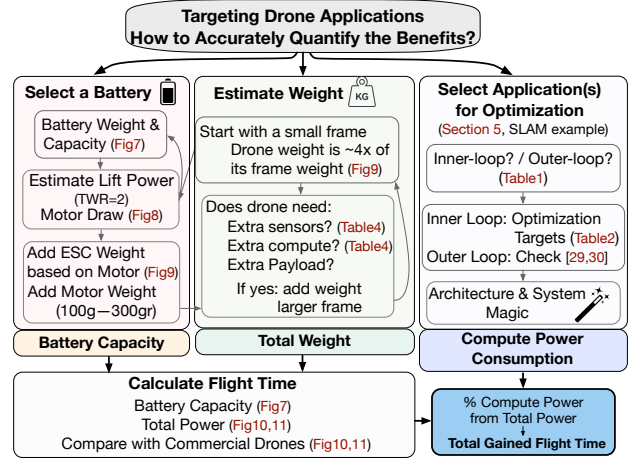 Targeting Drone Applications
How to Accurately Quantify the Benefits?
Select a Battery
Battery Weight &
Capacity (Fig7)
Estimate Lift Power
(TWR=2)
Motor Draw (Fig8)
Add ESC Weight
based on Motor (Fig9)
Add Motor Weight
(100g—300gr)
Battery Capacity
Estimate Weight
KG
Start with a small frame
Drone weight is ~4x of
its frame weight (Fig9)
Does drone need:
Extra sensors? (Table4)
Extra compute? (Table4)
Extra Payload?
If yes: add weight
larger frame
Total Weight
Select Application(s)
for Optimization
(Section 5, SLAM example)
Inner-loop? / Outer-loop?
(Table1)
Inner Loop: Optimization
Targets (Table2)
Outer Loop: Check [29,30]
Architecture & System
Magic
Compute Power
Consumption
Calculate Flight Time
Battery Capacity (Fig7)
Total Power (Fig10,11)
Compare with Commercial Drones (Fig10,11)
% Compute Power
from Total Power
Total Gained Flight Time